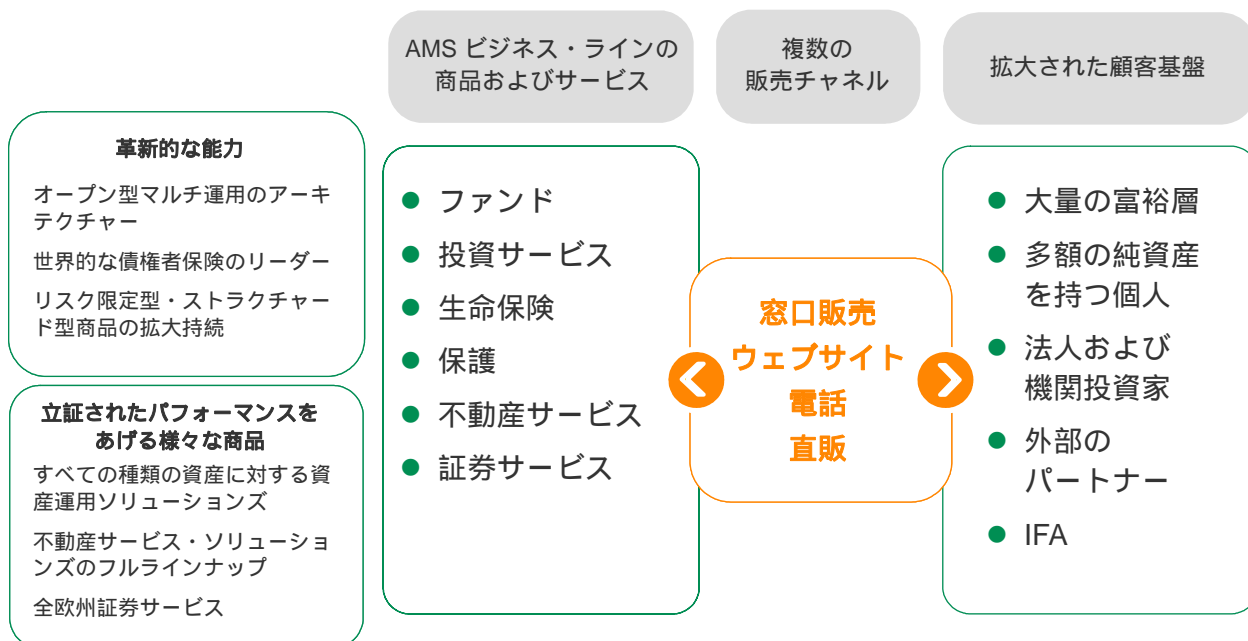 AMS ビジネス・ラインの
商品およびサービス
複数の
販売チャネル
拡大された顧客基盤
革新的な能力
オープン型マルチ運用のアーキ
テクチャー
世界的な債権者保険のリーダー
リスク限定型・ストラクチャー
ド型商品の拡大持続
立証されたパフォーマンスを
あげる様々な商品
すべての種類の資産に対する資
産運用ソリューションズ
不動産サービス・ソリューショ
ンズのフルラインナップ
全欧州証券サービス
ファンド
投資サービス
生命保険
保護
不動産サービス
証券サービス
窓口販売
ウェブサイト
電話
直販
大量の富裕層
多額の純資産
を持つ個人
法人および
機関投資家
外部の
パートナー
IFA